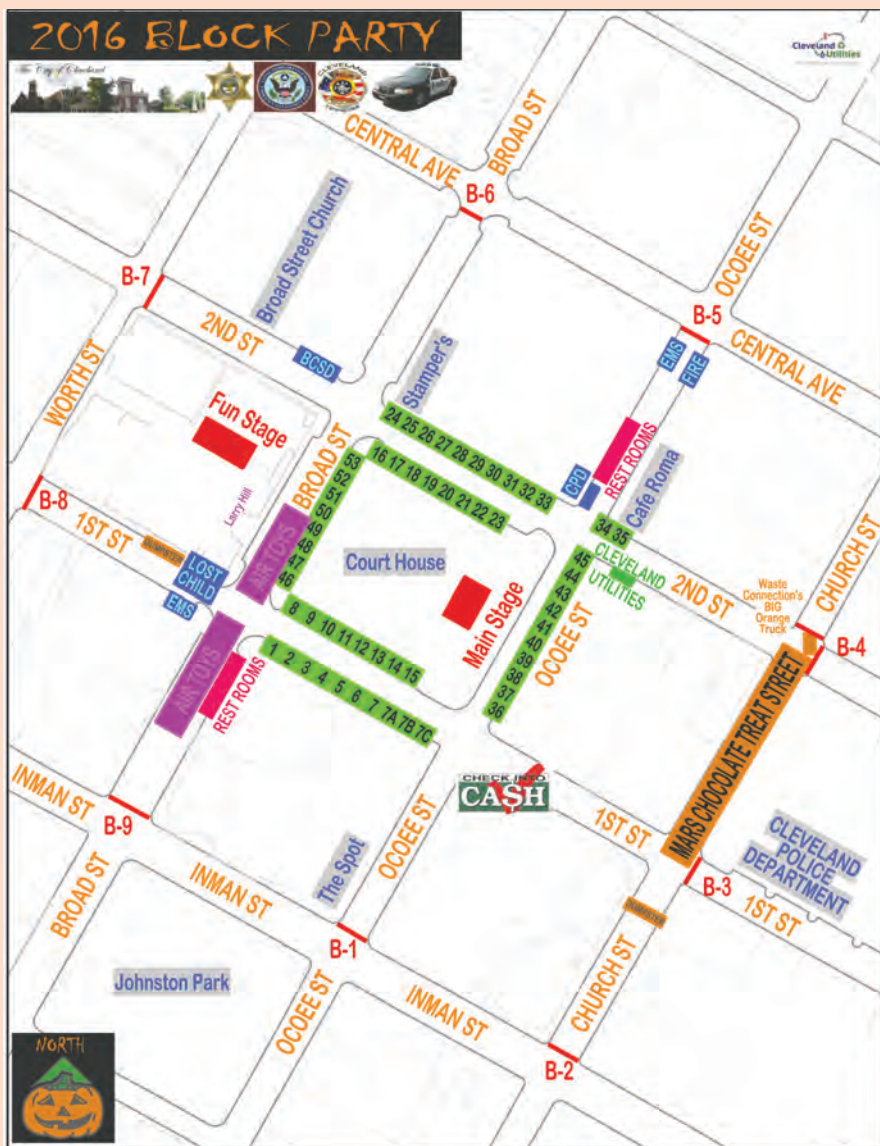 2016 BLOCK PARTY
Cleveland
Utilities
The City of Cleveland
CLEVELAND
CENTRAL AVE
BROAD ST
B-6
Broad Street Church
OCOEE ST
B-7
2ND ST
BCSD
Stamper's
B-5
EMS
FIRE
CENTRAL AVE
WORTH ST
Fun Stage
BROAD ST
24 25 26 27 28 29 30 31 32 33
CPD
REST ROOMS
Cafe Roma
16 17 18 19 20 21 22 23
53
52
51
50
49
48
47
46
34 35
B-8
1ST ST
Larry Hill
AIR TOYS
DUMPSTER
LOST
CHILD
EMS
Court House
Main Stage
45
44
43
42
41
40
39
38
37
36
CLEVELAND
UTILITIES
OCOEE ST
2ND ST
CHURCH ST
Waste
Connection's
BIG
Orange
Truck
B-4
8 9 10 11 12 13 14 15
AIR TOYS
REST ROOMS
1 2 3 4 5 6 7 7A 7B 7C
MARS CHOCOLATE TREAT STREET
CHECK INTO
CA$H
INMAN ST
B-9
The Spot
OCOEE ST
1ST ST
CLEVELAND
POLICE
DEPARTMENT
B-3
1ST ST
DUMPSTER
BROAD ST
INMAN ST
B-1
CHURCH ST
Johnston Park
OCOEE ST
INMAN ST
B-2
NORTH